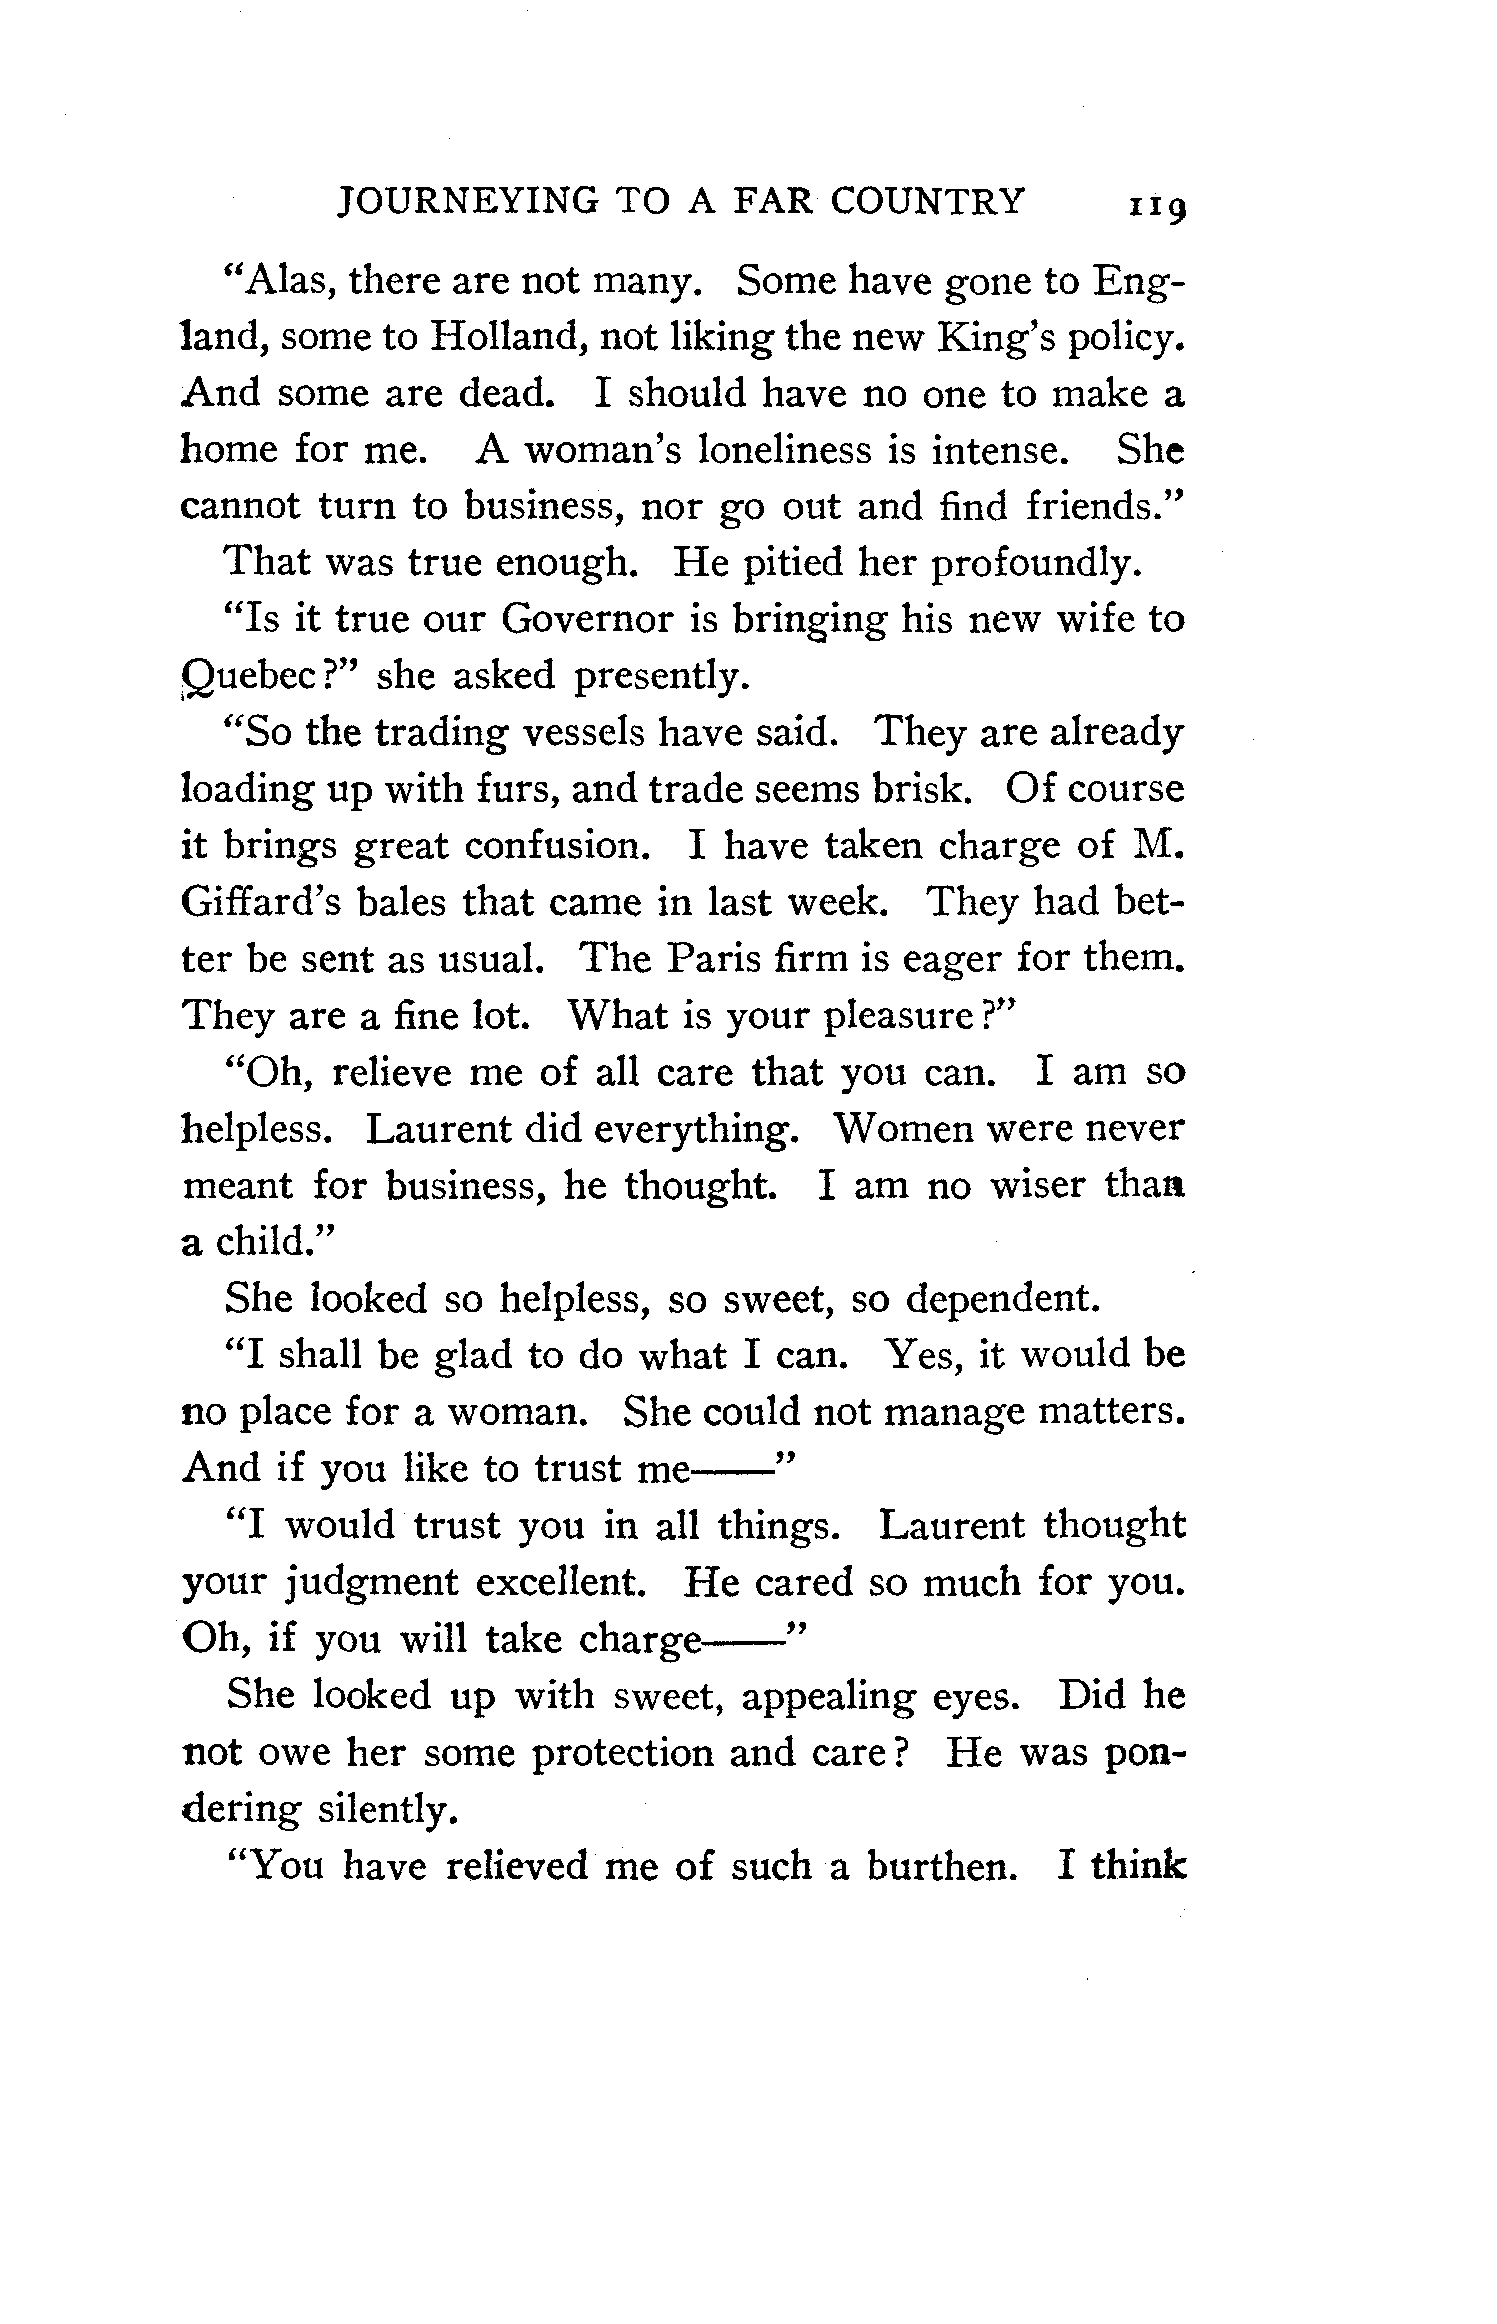 JOURNEYING TO A FAR COUNTRY 119
"Alas, there are not many. Some have gone to Eng-
land, some to Holland, not liking the new King's policy.
And some are dead. I should have no one to make a
home for me. A woman's loneliness is intense. She
cannot turn to business, nor go out and find friends."
That was true enough. He pitied her profoundly.
"Is it true our Governor is bringing his new wife to
Quebec?" she asked presently.
"So the trading vessels have said. They are already
loading up with furs, and trade seems brisk. Of course
it brings great confusion. I have taken charge of M.
Giffard's bales that came in last week. They had bet-
ter be sent as usual. The Paris firm is eager for them.
They are a fine lot. What is your pleasure?"
"Oh, relieve me of all care that you can. I am so
helpless. Laurent did everything. Women were never
meant for business, he thought. I am no wiser than
a child."
She looked so helpless, so sweet, so dependent.
"I shall be glad to do what I can. Yes, it would be
no place for a woman. She could not manage matters.
And if you like to trust me——"
"I would trust you in all things. Laurent thought
your judgment excellent. He cared so much for you.
Oh, if you will take charge——"
She looked up with sweet, appealing eyes. Did he
not owe her some protection and care? He was pon-
dering silently.
"You have relieved me of such a burthen. I think